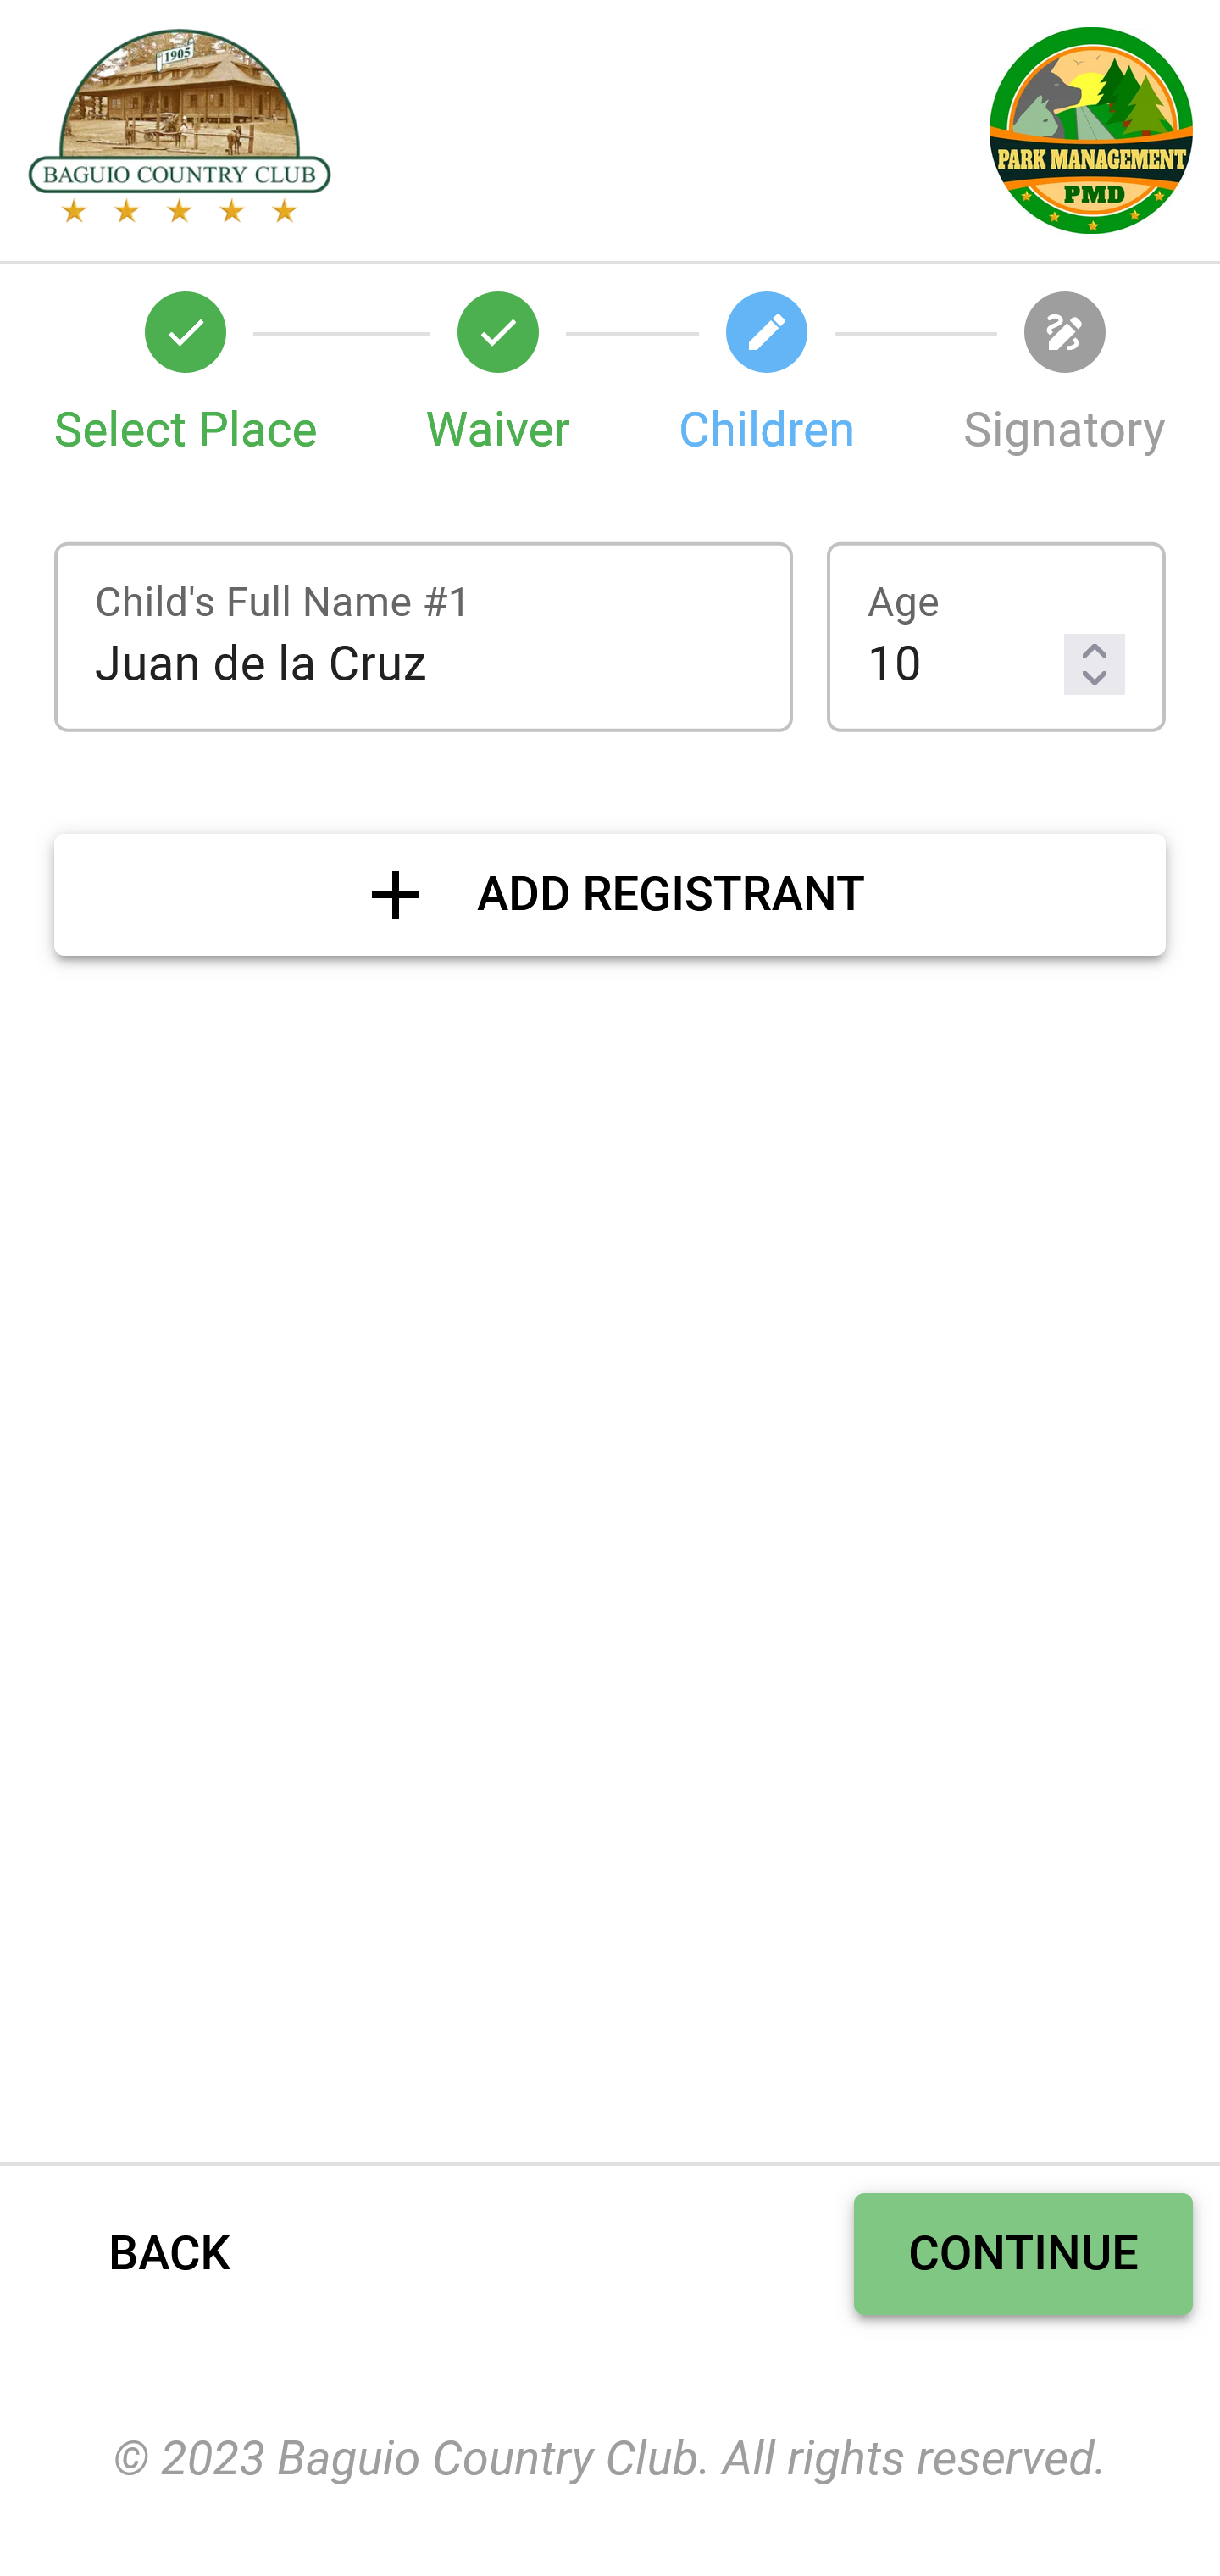 1905
BAGUIO COUNTRY CLUB
PARK MANAGEMENT
PMD
Select Place
Waiver
Children
Signatory
Child's Full Name #1
Juan de la Cruz
Age
10
ADD REGISTRANT
BACK
CONTINUE
© 2023 Baguio Country Club. All rights reserved.